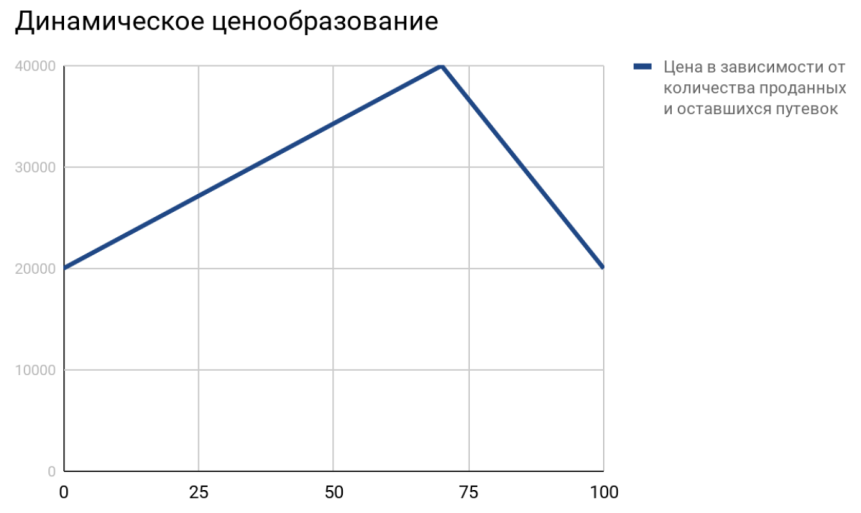 Динамическое ценообразование
40000
30000
20000
10000
0
0 25 50 75 100
Цена в зависимости от
количества проданных
и оставшихся путевок